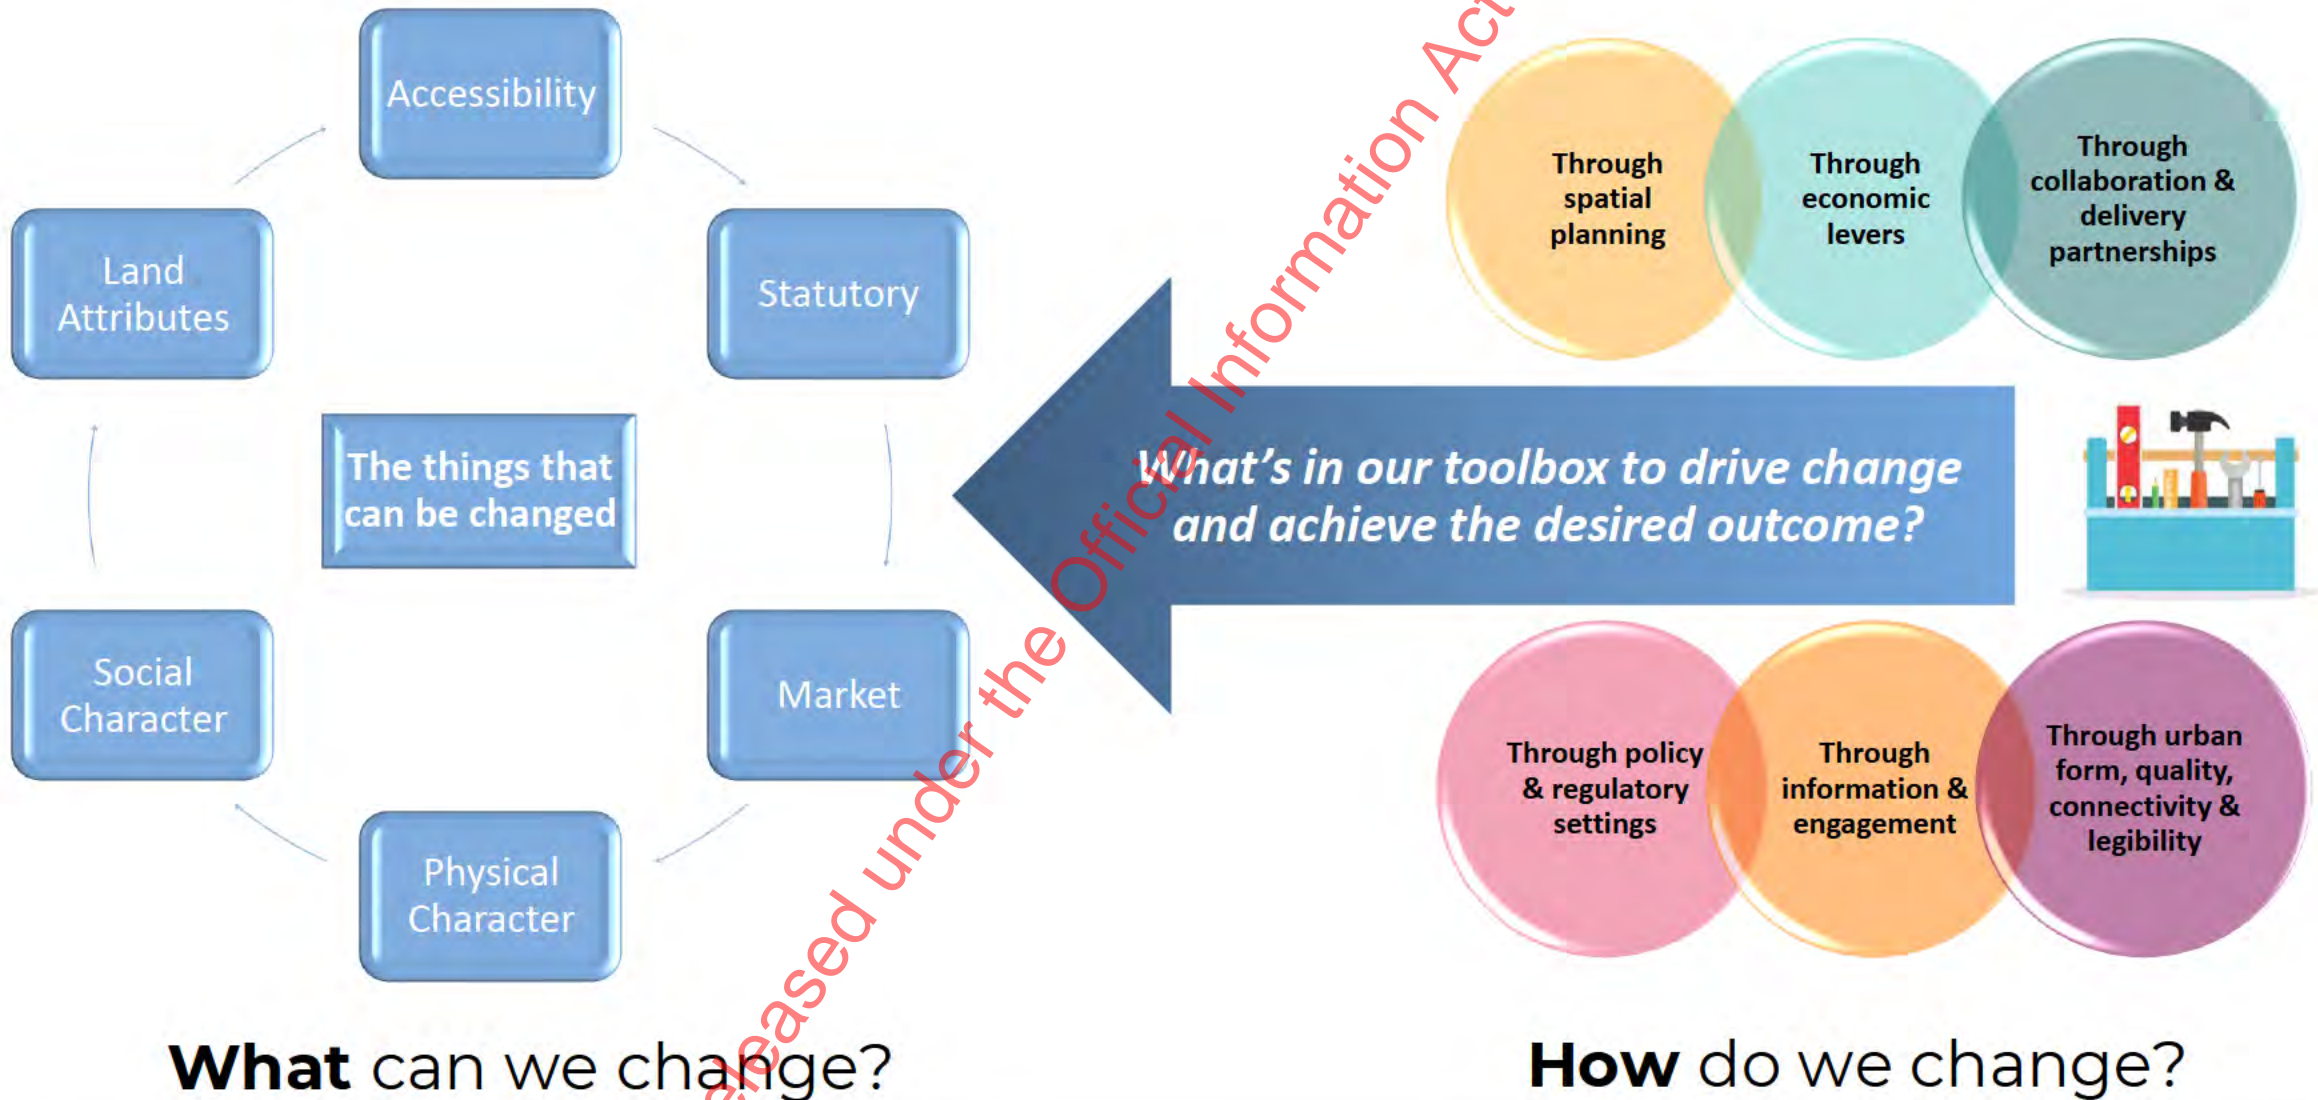 Accessibility
Statutory
Market
Physical
Character
Social
Character
Land
Attributes
The things that
can be changed
What can we change?
What's in our toolbox to drive change
and achieve the desired outcome?
Through
spatial
planning
Through
economic
levers
Through
collaboration &
delivery
partnerships
Through policy
& regulatory
settings
Through
information &
engagement
Through urban
form, quality,
connectivity &
legibility
How do we change?
under the Official Information Act